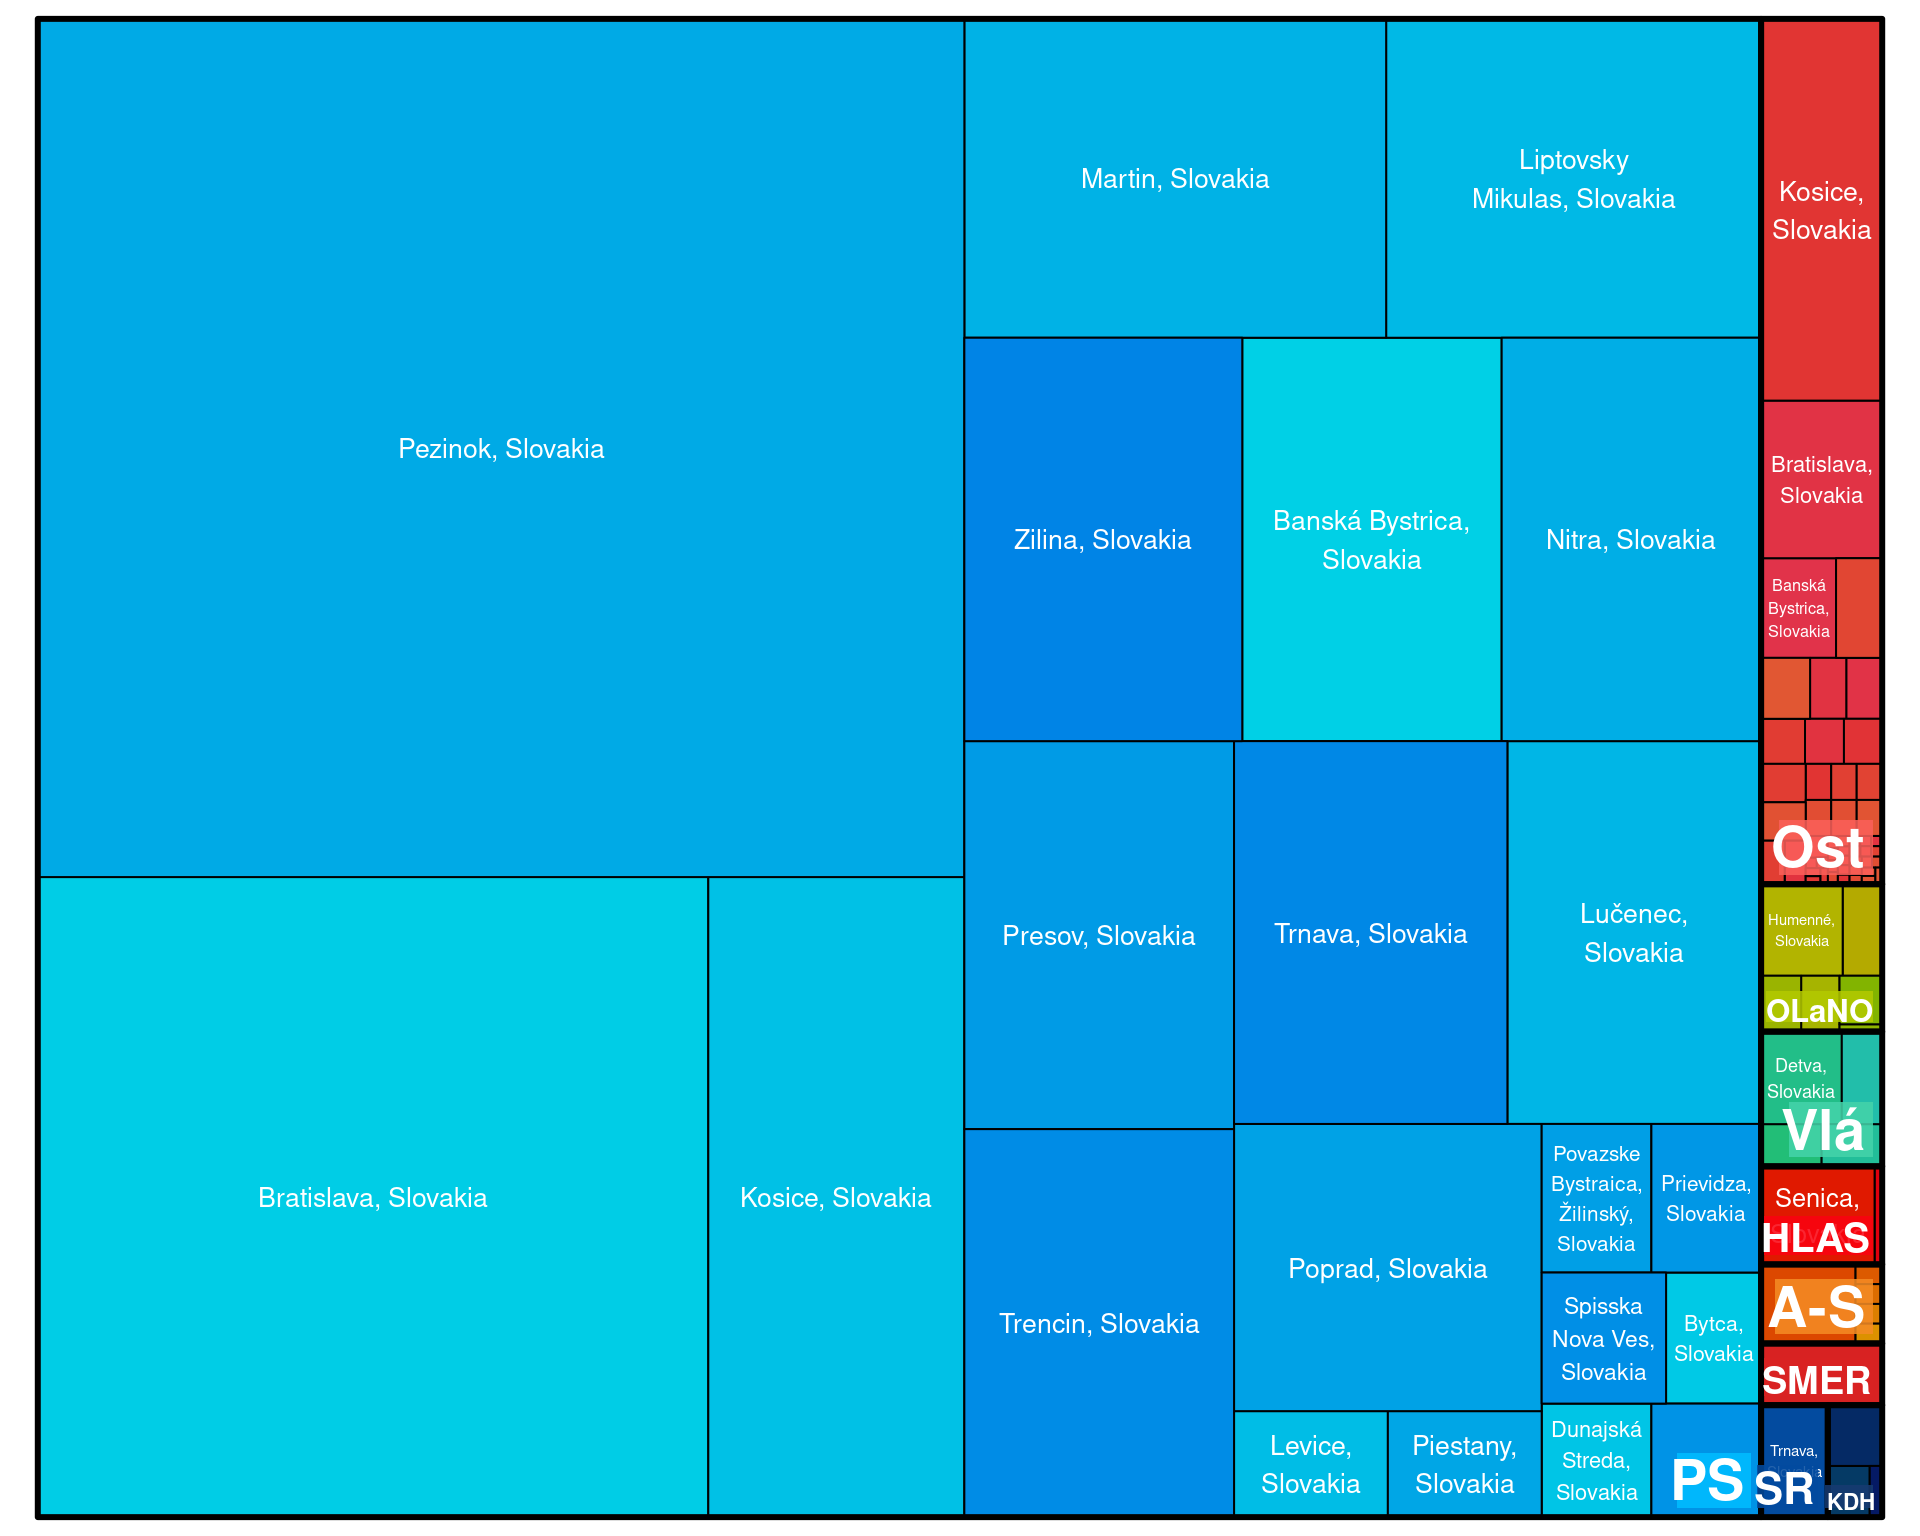 Pezinok, Slovakia
Martin, Slovakia
Liptovsky
Mikulas, Slovakia
Zilina, Slovakia
Banská Bystrica,
Slovakia
Nitra, Slovakia
Bratislava, Slovakia
Kosice, Slovakia
Presov, Slovakia
Trnava, Slovakia
Lučenec,
Slovakia
Trencin, Slovakia
Poprad, Slovakia
Povazske
Bystraica,
Žilinský,
Slovakia
Prievidza,
Slovakia
Spisska
Nova Ves,
Slovakia
Bytca,
Slovakia
Levice,
Slovakia
Piestany,
Slovakia
Dunajská
Streda,
Slovakia
PS
Kosice,
Slovakia
Bratislava,
Slovakia
Banská
Bystrica,
Slovakia
Ost
Humenné,
Slovakia
OLaNO
Detva,
Slovakia
Vlá
Senica,
HLAS
A-S
SMER
Trnava,
SR
KDH